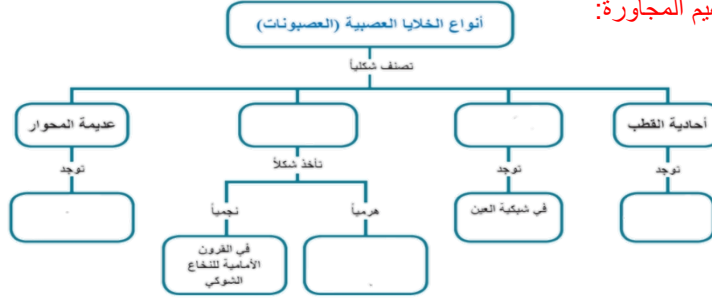 يم المجاورة:
أنواع الخلايا العصبية (العصبونات)
تصنف شكلياً
أحادية القطب
عديمة المحوار
توجد
توجد
تأخذ شكلاً
توجد
في شبكية العين
هرمياً
نجمياً
في القرون
الأمامية للنخاع
الشوكي